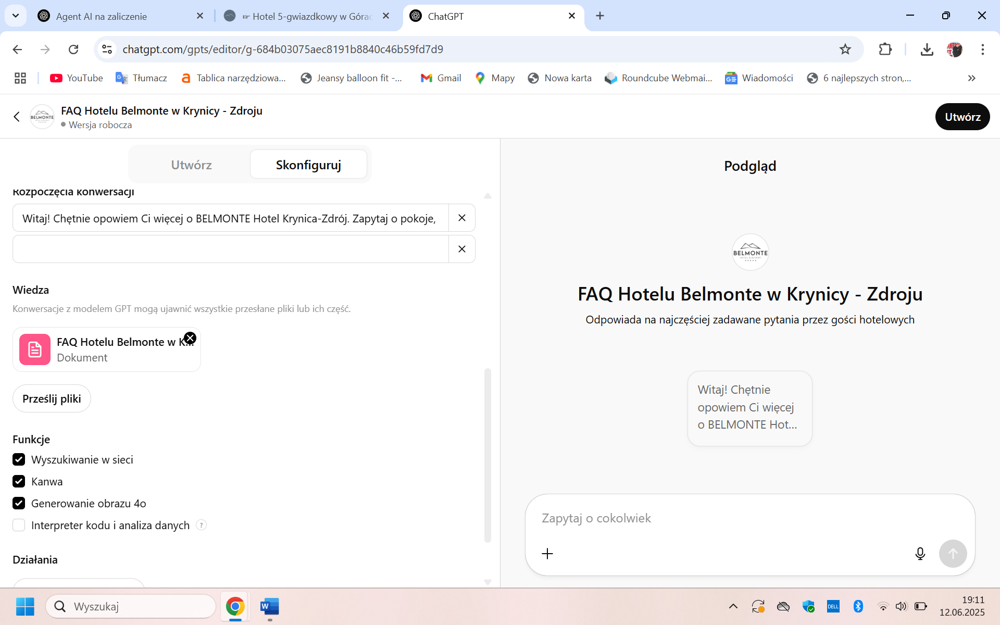 Agent AI na zaliczenie
☞ Hotel 5-gwiazdkowy w Górac
ChatGPT
chatgpt.com/gpts/editor/g-684b03075aec8191b8840c46b59fd7d9
YouTube
Tłumacz
Tablica narzędziowa...
Jeansy balloon fit -...
Gmail
Mapy
Nowa karta
Roundcube Webmai...
Wiadomości
6 najlepszych stron,...
FAQ Hotelu Belmonte w Krynicy - Zdroju
Wersja robocza
Utwórz
Utwórz
Skonfiguruj
Rozpoczęcia konwersacji
Witaj! Chętnie opowiem Ci więcej o BELMONTE Hotel Krynica-Zdrój. Zapytaj o pokoje,
Wiedza
Konwersacje z modelem GPT mogą ujawnić wszystkie przesłane pliki lub ich część.
FAQ Hotelu Belmonte w K...
Dokument
Prześlij pliki
Funkcje
Wyszukiwanie w sieci
Kanwa
Generowanie obrazu 4o
Interpreter kodu i analiza danych ?
Działania
Podgląd
BELMONTE
HOTEL & RESORT
FAQ Hotelu Belmonte w Krynicy - Zdroju
Odpowiada na najczęściej zadawane pytania przez gości hotelowych
Witaj! Chętnie
opowiem Ci więcej
o BELMONTE Hot...
Zapytaj o cokolwiek
Wyszukaj
DELL
19:11
12.06.2025